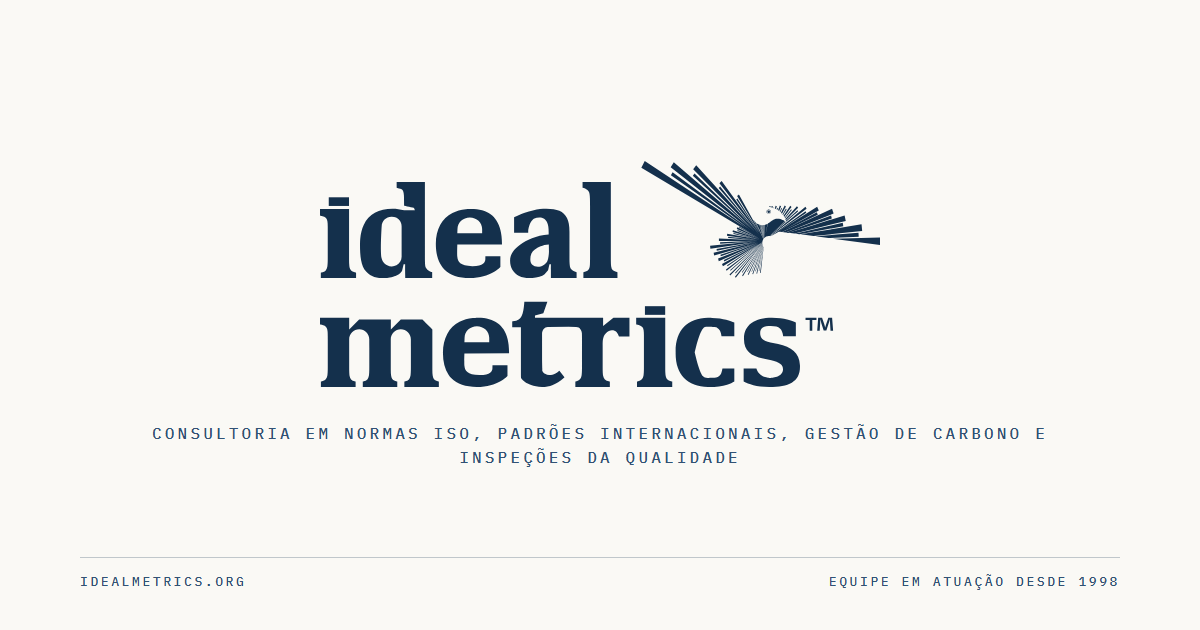 ideal
metrics™
CONSULTORIA EM NORMAS ISO, PADRÕES INTERNACIONAIS, GESTÃO DE CARBONO E
INSPEÇÕES DA QUALIDADE
IDEALMETRICS.ORG
EQUIPE EM ATUAÇÃO DESDE 1998